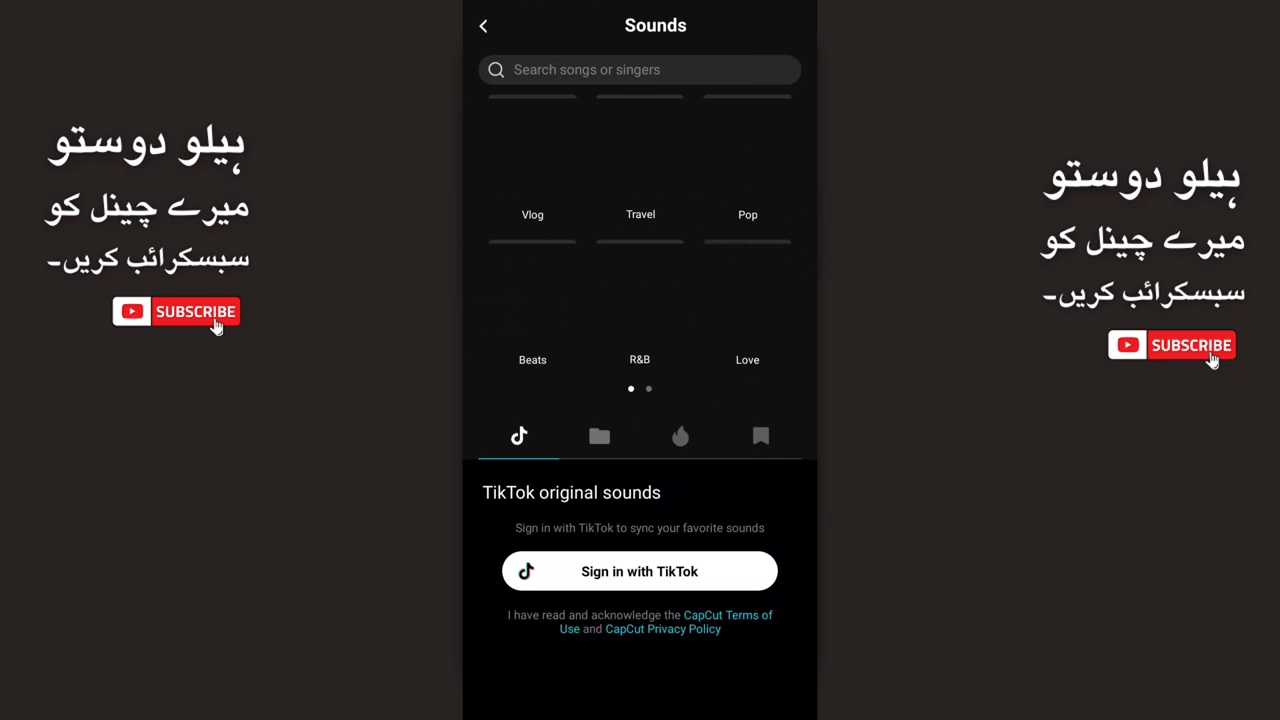 ہیلو دوستو
میرے چینل کو
سبسکرائب کریں۔
SUBSCRIBE
Sounds
Search songs or singers
Vlog Travel Pop
Beats R&B Love
TikTok original sounds
Sign in with TikTok to sync your favorite sounds
Sign in with TikTok
I have read and acknowledge the CapCut Terms of
Use and CapCut Privacy Policy
ہیلو دوستو
میرے چینل کو
سبسکرائب کریں۔
SUBSCRIBE